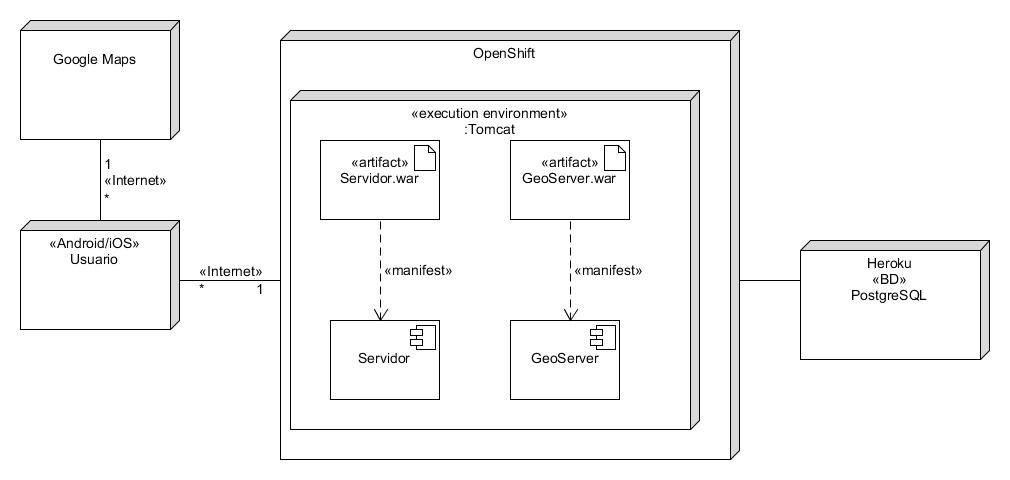 Google Maps
1
«Internet»
*
«Android/iOS»
Usuario
«Internet»
*
1
OpenShift
«execution environment»
:Tomcat
«artifact»
Servidor.war
«artifact»
GeoServer.war
«manifest»
«manifest»
Servidor
GeoServer
Heroku
«BD»
PostgreSQL